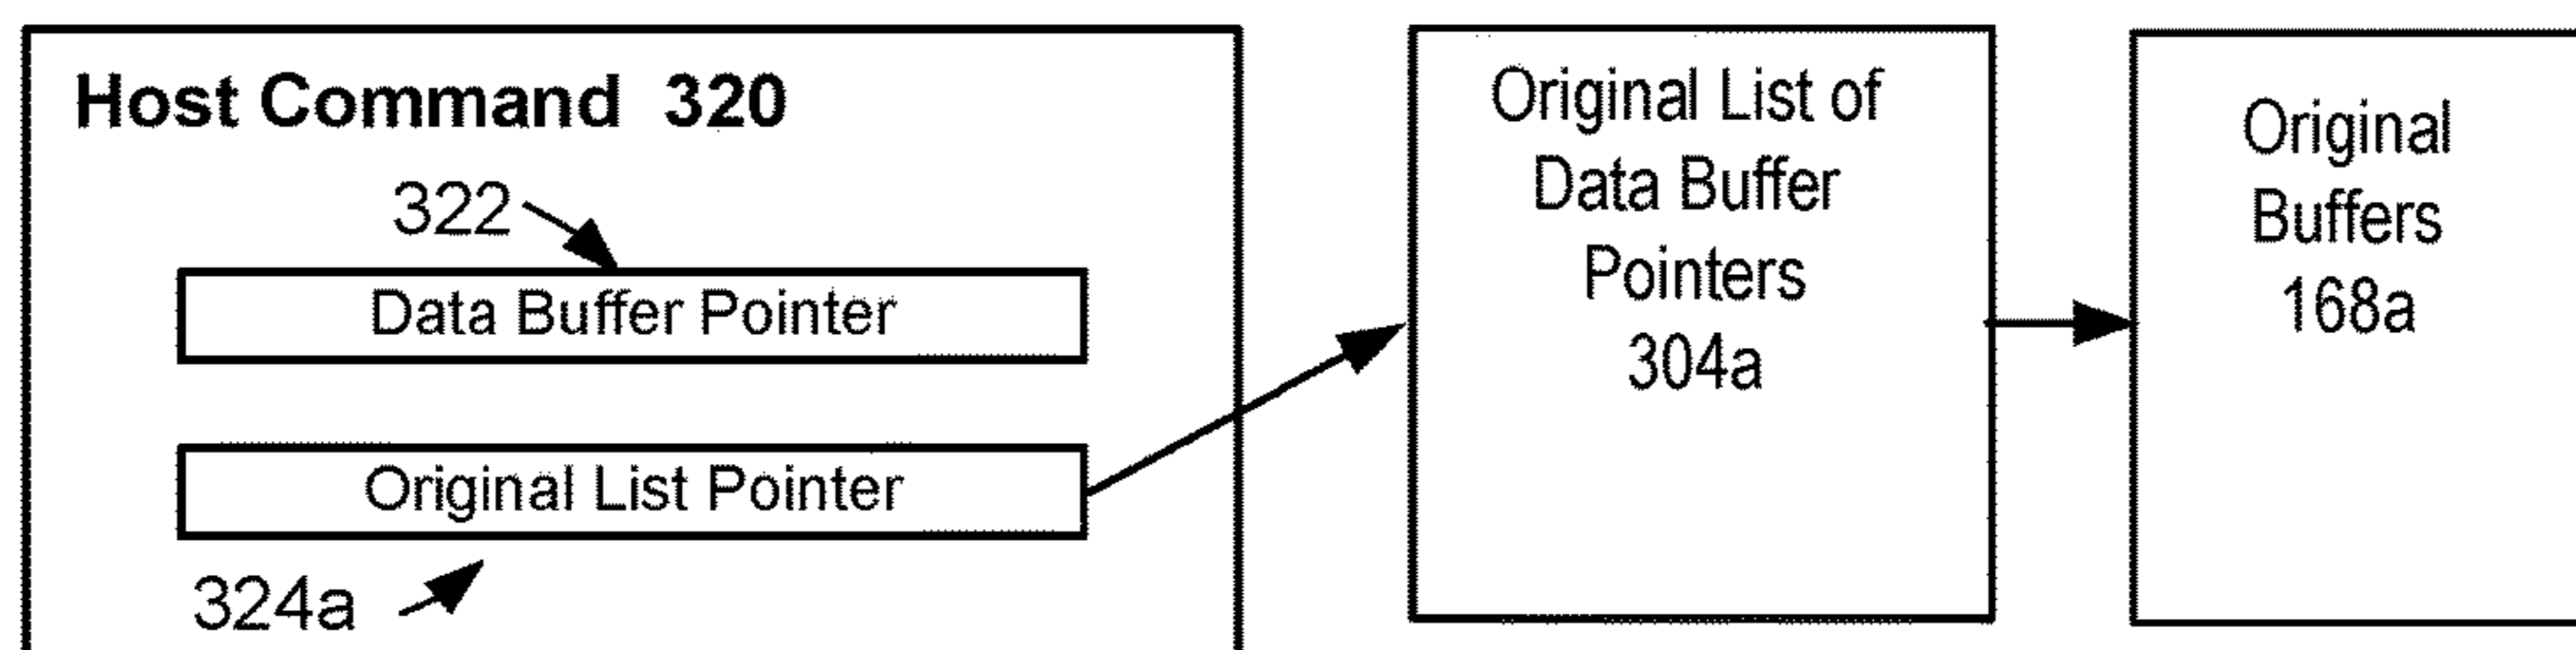 Host Command 320
322
Data Buffer Pointer
Original List Pointer
324a
Original List of
Data Buffer
Pointers
304a
Original
Buffers
168a